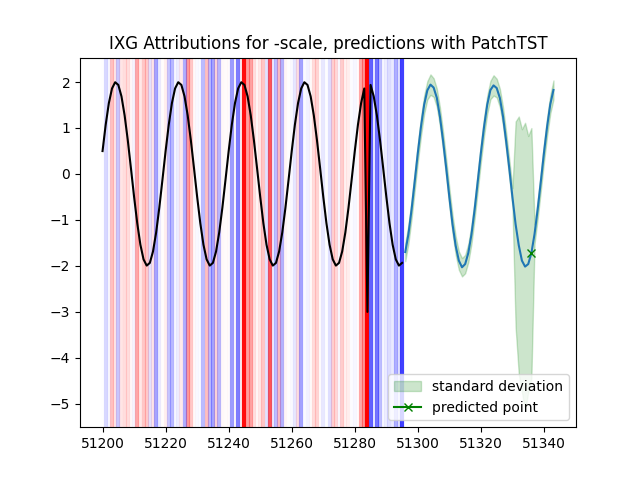 IXG Attributions for -scale, predictions with PatchTST
2
1
0
−1
−2
−3
−4
−5
standard deviation
predicted point
51200 51220 51240 51260 51280 51300 51320 51340